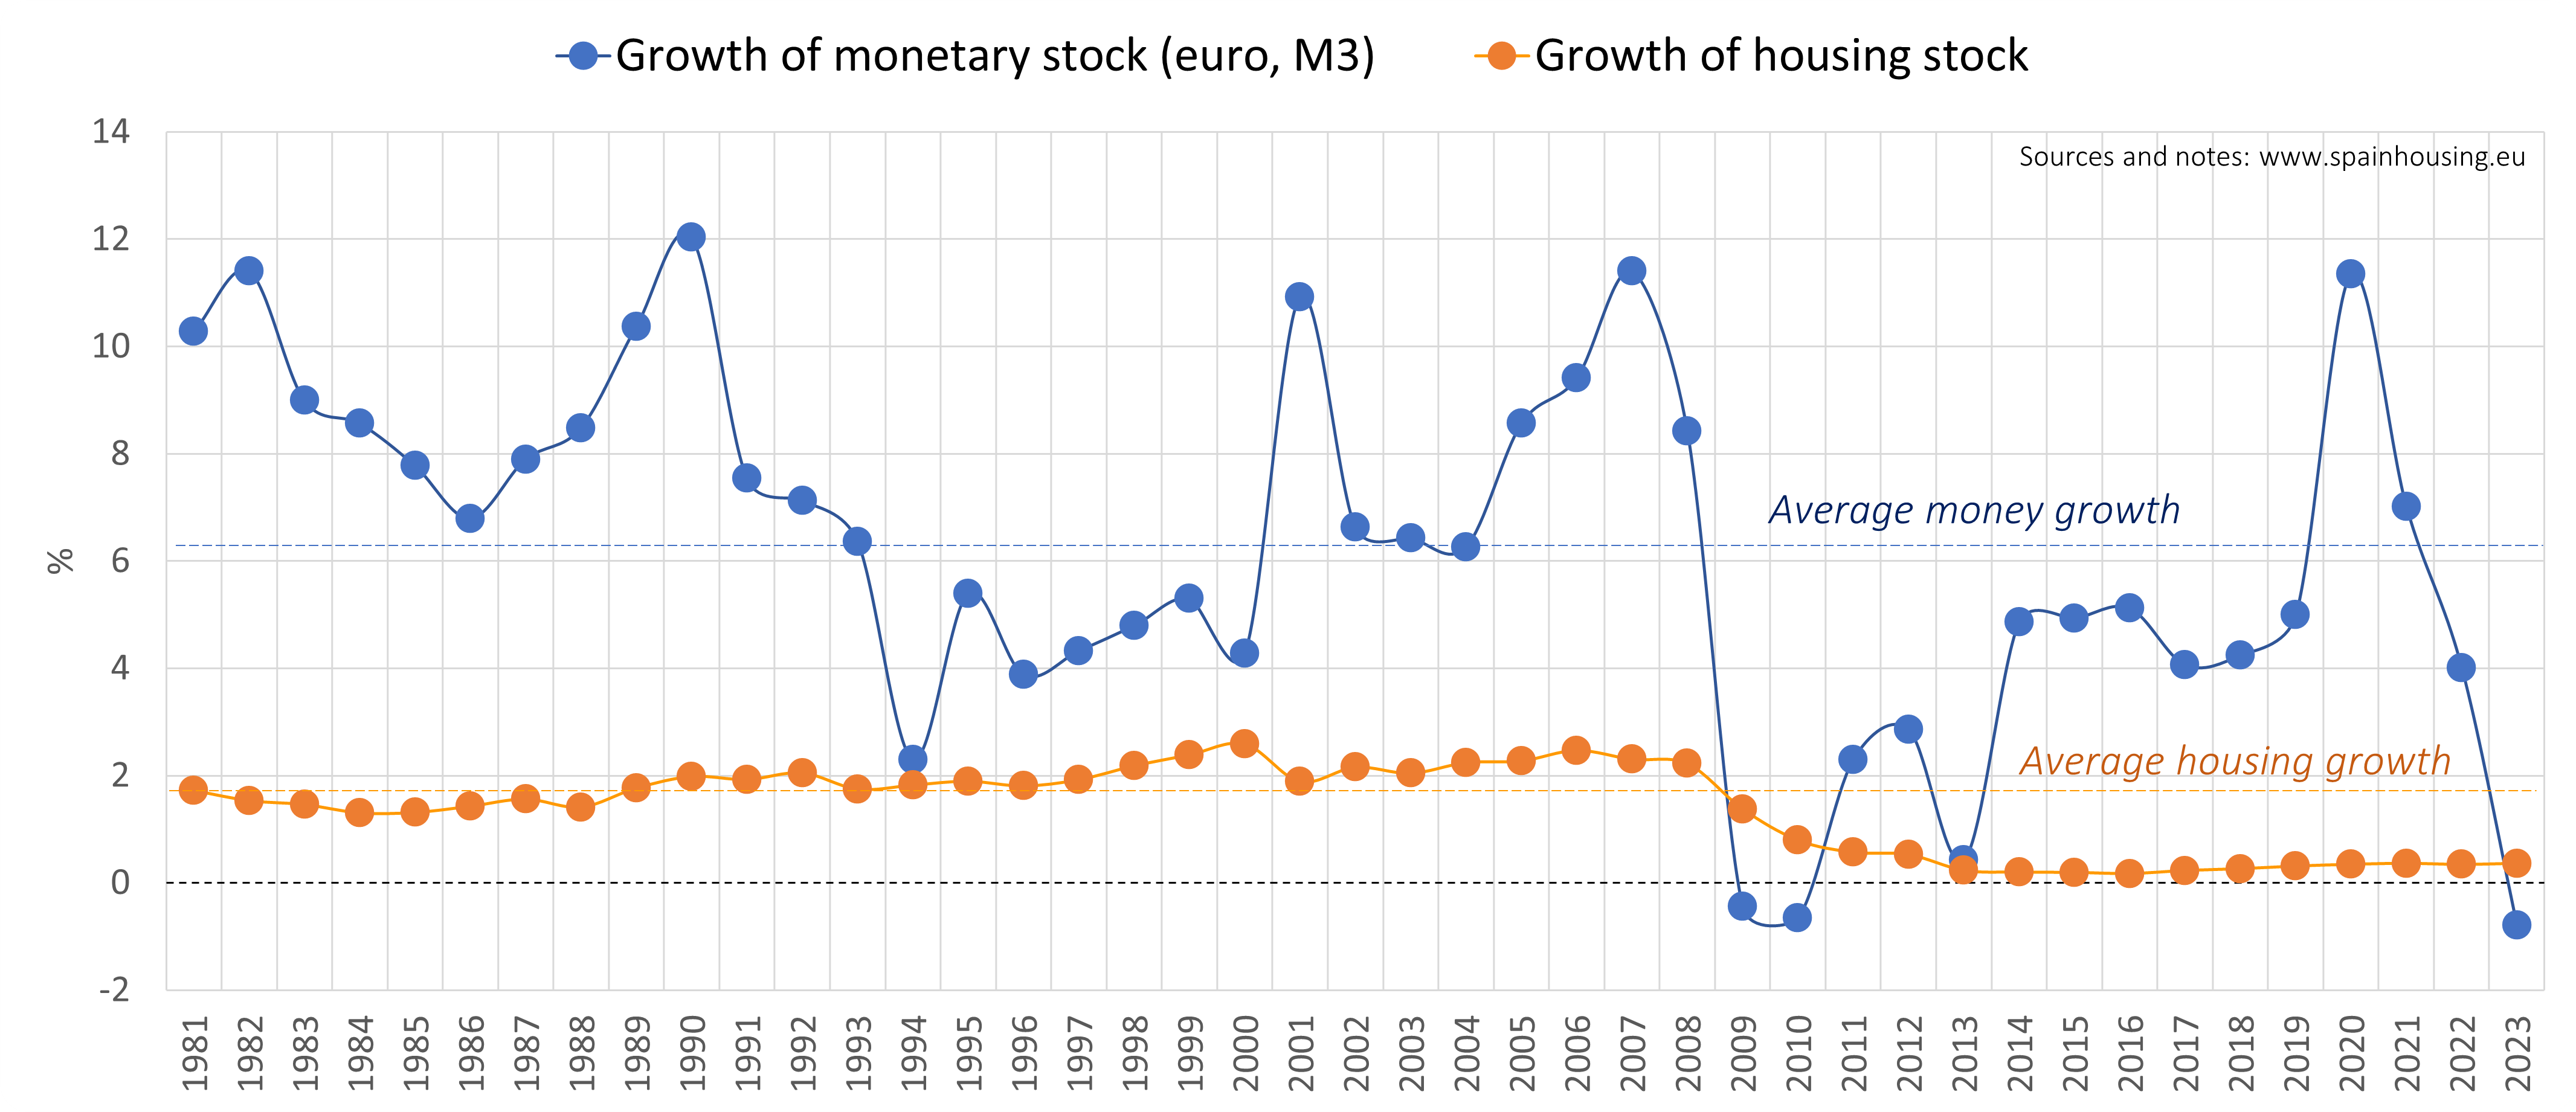 Growth of monetary stock (euro, M3) Growth of housing stock
14
Sources and notes: www.spainhousing.eu
12
10
8
Average money growth
%
6
4
Average housing growth
2
0
-2
1981 1982 1983 1984 1985 1986 1987 1988 1989 1990 1991 1992 1993 1994 1995 1996 1997 1998 1999 2000 2001 2002 2003 2004 2005 2006 2007 2008 2009 2010 2011 2012 2013 2014 2015 2016 2017 2018 2019 2020 2021 2022 2023